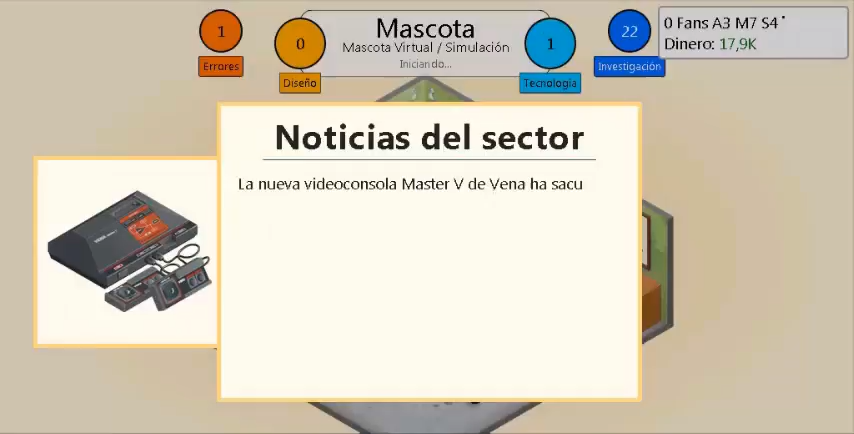 1
Errores
0
Diseño
Mascota
Mascota Virtual / Simulación
Iniciando...
1
Tecnología
22
Investigación
0 Fans A3 M7 S4
Dinero: 17,9K
Noticias del sector
La nueva videoconsola Master V de Vena ha sacu